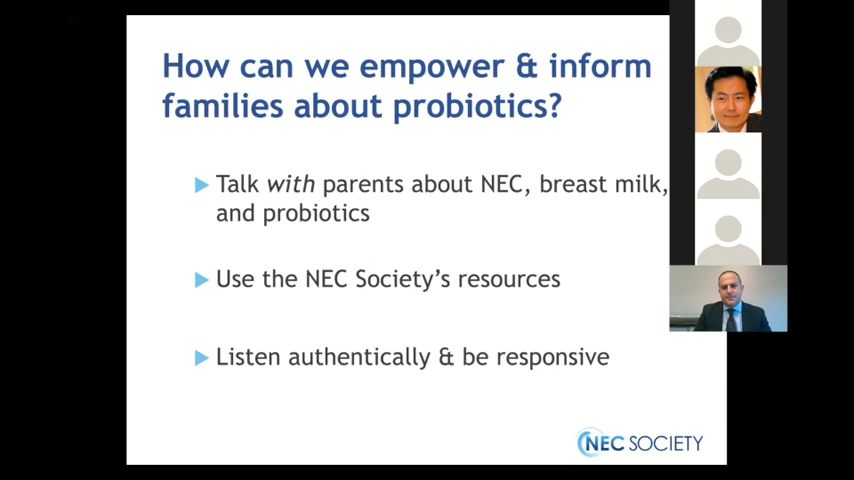 How can we empower & inform
families about probiotics?
Talk with parents about NEC, breast milk,
and probiotics
Use the NEC Society’s resources
Listen authentically & be responsive
NEC SOCIETY